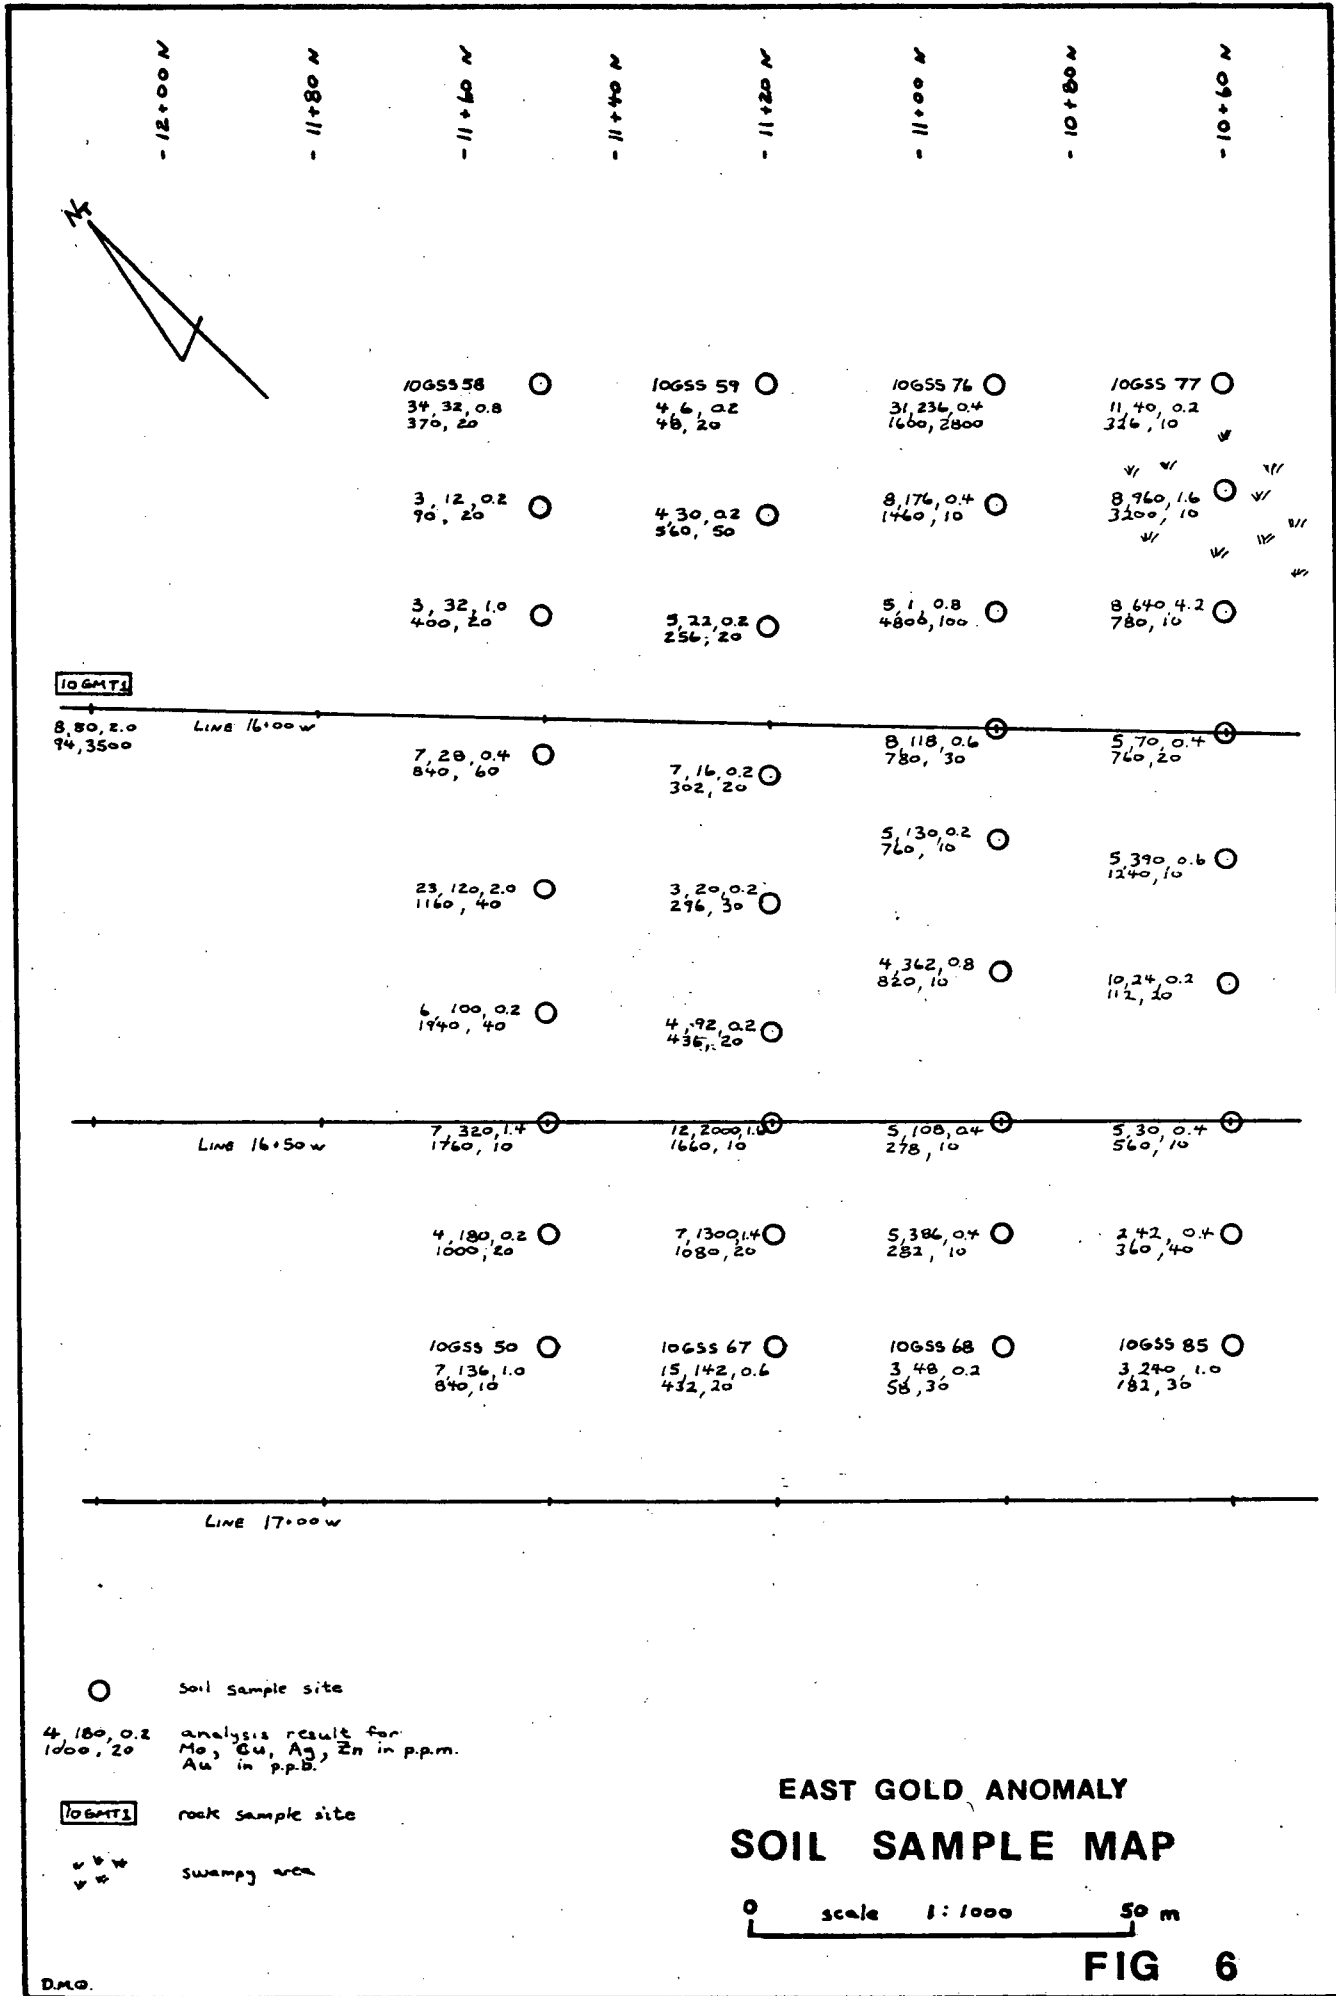 - 12+00 N
- 11+80 N
- 11+60 N
- 11+40 N
- 11+20 N
- 11+00 N
- 10+80 N
- 10+60 N
N
10GSS 58
34, 32, 0.8
370, 20
10GSS 59
4, 6, 0.2
48, 20
10GSS 76
31, 236, 0.4
1600, 2800
10GSS 77
11, 40, 0.2
326, 10
3, 12, 0.2
90, 20
4, 30, 0.2
560, 50
8, 176, 0.4
1460, 10
8, 960, 1.6
3200, 10
3, 32, 1.0
400, 20
5, 22, 0.2
256, 20
5, 1, 0.8
4800, 100
8, 640, 4.2
780, 10
10GMT1
8, 80, 2.0
94, 3500
LINE 16+00 W
7, 28, 0.4
840, 60
7, 16, 0.2
302, 20
8, 118, 0.6
780, 30
5, 70, 0.4
760, 20
5, 130, 0.2
760, 10
5, 390, 0.6
1240, 10
23, 120, 2.0
1160, 40
3, 20, 0.2
296, 30
4, 362, 0.8
820, 10
10, 24, 0.2
112, 20
6, 100, 0.2
1940, 40
4, 92, 0.2
436, 20
LINE 16+50 W
7, 320, 1.4
1760, 10
12, 2000, 1.6
1660, 10
5, 108, 0.4
278, 10
5, 30, 0.4
560, 10
4, 180, 0.2
1000, 20
7, 1300, 1.4
1080, 20
5, 386, 0.4
282, 10
2, 42, 0.4
360, 40
10GSS 50
7, 136, 1.0
840, 10
10GSS 67
15, 142, 0.6
432, 20
10GSS 68
3, 48, 0.2
58, 30
10GSS 85
3, 240, 1.0
182, 30
LINE 17+00 W
soil sample site
4, 180, 0.2
1000, 20
analysis result for
Mo, Cu, Ag, Zn in p.p.m.
Au in p.p.b.
10GMT1
rock sample site
swampy area
EAST GOLD ANOMALY
SOIL SAMPLE MAP
0 scale 1 : 1000 50 m
FIG 6
D.M.O.